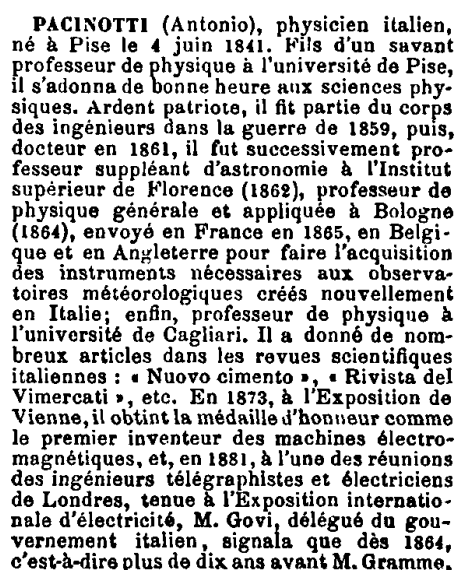 PACINOTTI (Antonio), physicien italien,
né à Pise le 4 juin 1841. Fils d'un savant
professeur de physique à l'université de Pise,
il s'adonna de bonne heure aux sciences phy-
siques. Ardent patriote, il fit partie du corps
des ingénieurs dans la guerre de 1859, puis,
docteur en 1861, il fut successivement pro-
fesseur suppléant d'astronomie à l'Institut
supérieur de Florence (1862), professeur de
physique générale et appliquée à Bologne
(1864), envoyé en France en 1865, en Belgi-
que et en Angleterre pour faire l'acquisition
des instruments nécessaires aux observa-
toires météorologiques créés nouvellement
en Italie; enfin, professeur de physique à
l'université de Cagliari. Il a donné de nom-
breux articles dans les revues scientifiques
italiennes : « Nuovo cimento », « Rivista del
Vimercati », etc. En 1873, à l'Exposition de
Vienne, il obtint la médaille d'honneur comme
le premier inventeur des machines électro-
magnétiques, et, en 1881, à l'une des réunions
des ingénieurs télégraphistes et électriciens
de Londres, tenue à l'Exposition internatio-
nale d'électricité, M. Govi, délégué du gou-
vernement italien, signala que dès 1864,
c'est-à-dire plus de dix ans avant M. Gramme,